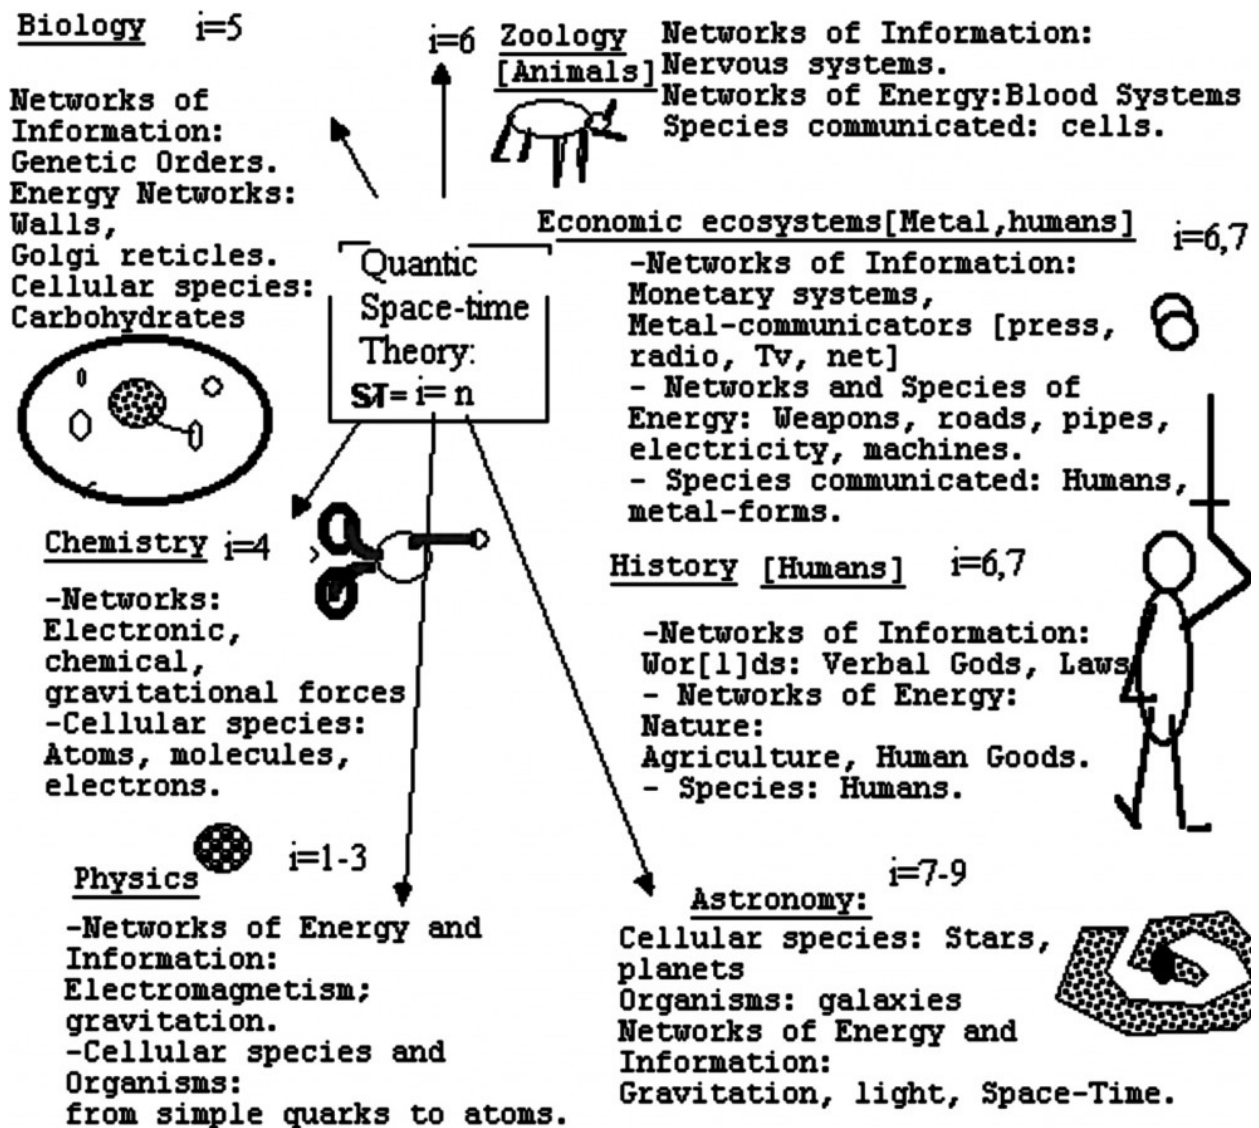 Biology i=5
Networks of
Information:
Genetic Orders.
Energy Networks:
Walls,
Golgi reticles.
Cellular species:
Carbohydrates
i=6 Zoology
[Animals]
Networks of Information:
Nervous systems.
Networks of Energy:Blood Systems
Species communicated: cells.
Quantic
Space-time
Theory:
ST= i= n
Economic ecosystems[Metal,humans] i=6,7
-Networks of Information:
Monetary systems,
Metal-communicators [press,
radio, Tv, net]
- Networks and Species of
Energy: Weapons, roads, pipes,
electricity, machines.
- Species communicated: Humans,
metal-forms.
Chemistry i=4
-Networks:
Electronic,
chemical,
gravitational forces
-Cellular species:
Atoms, molecules,
electrons.
History [Humans] i=6,7
-Networks of Information:
Wor[l]ds: Verbal Gods, Laws
- Networks of Energy:
Nature:
Agriculture, Human Goods.
- Species: Humans.
Physics i=1-3
-Networks of Energy and
Information:
Electromagnetism;
gravitation.
-Cellular species and
Organisms:
from simple quarks to atoms.
i=7-9
Astronomy:
Cellular species: Stars,
planets
Organisms: galaxies
Networks of Energy and
Information:
Gravitation, light, Space-Time.